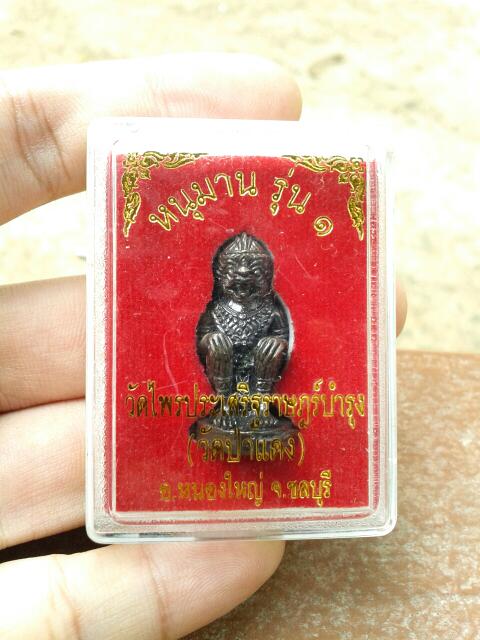 หนุมาน รุ่น ๑
วัดไพรประเสริฐราษฎร์บำรุง
(วัดป่าแดง)
อ.หนองใหญ่ จ.ชลบุรี